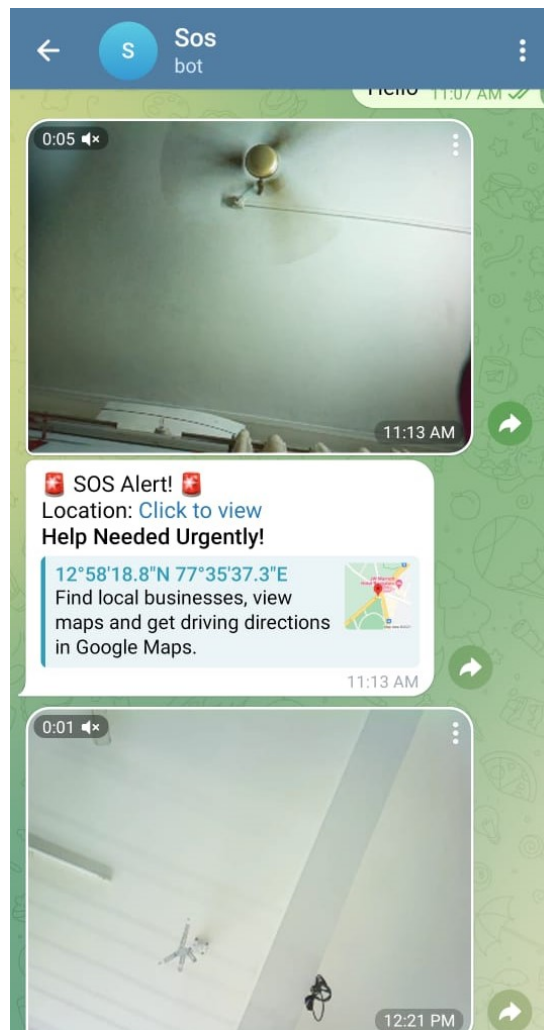 S
Sos
bot
Hello 11:07 AM
0:05
11:13 AM
🚨 SOS Alert! 🚨
Location: Click to view
Help Needed Urgently!
12°58'18.8"N 77°35'37.3"E
Find local businesses, view
maps and get driving directions
in Google Maps.
11:13 AM
0:01
12:21 PM